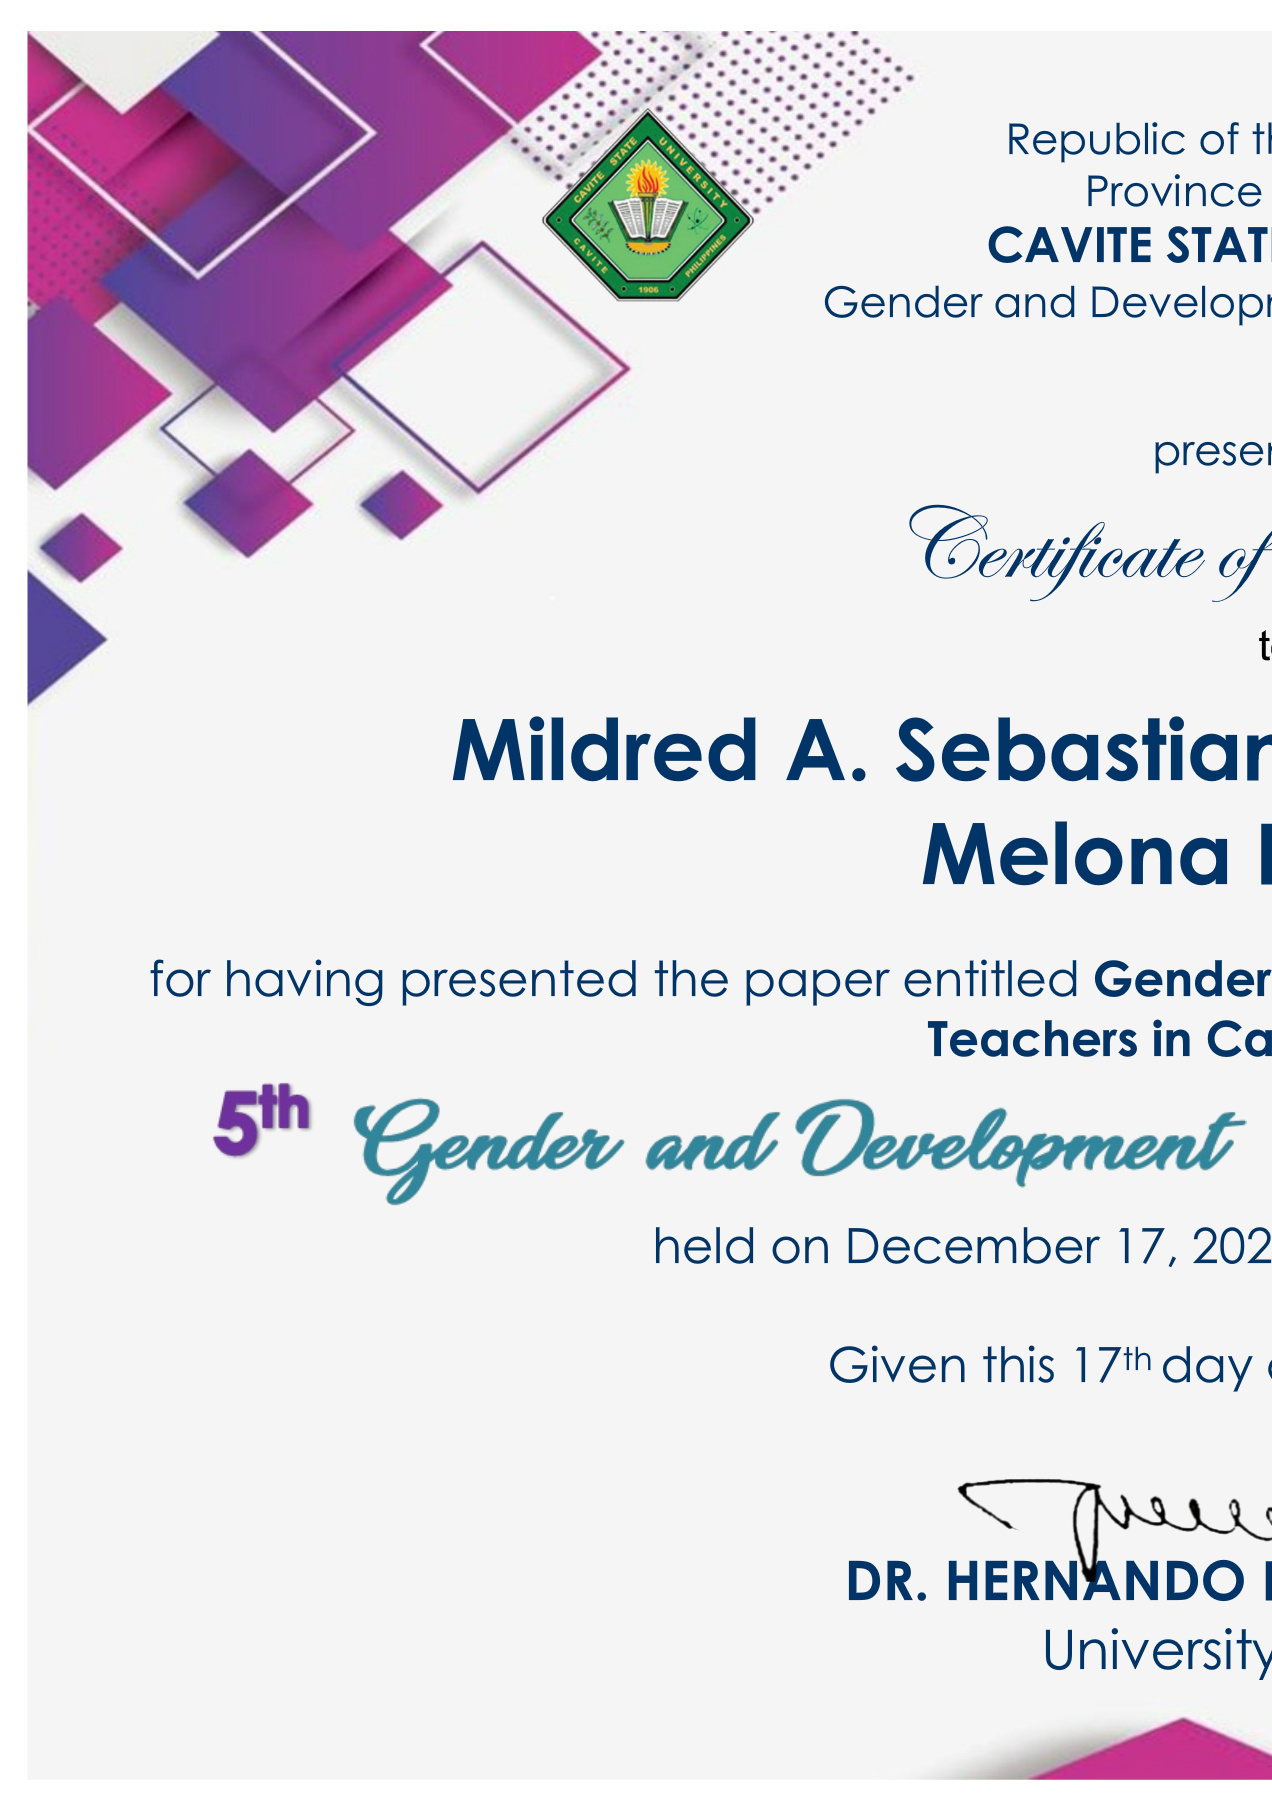 CAVITE STATE UNIVERSITY
CAVITE
PHILIPPINES
1906
Republic of th
Province
CAVITE STAT
Gender and Develop
prese
Certificate of
t
Mildred A. Sebastian
Melona
for having presented the paper entitled Gender
Teachers in Ca
5th Gender and Development
held on December 17, 202
Given this 17th day
DR. HERNANDO
University